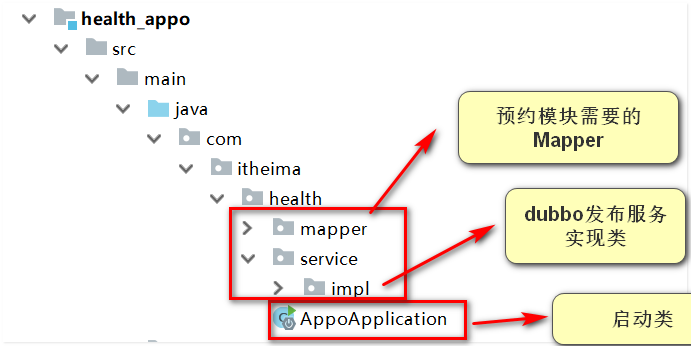 health_appo
src
main
java
com
itheima
health
mapper
service
impl
AppoApplication
预约模块需要的
Mapper
dubbo发布服务
实现类
启动类